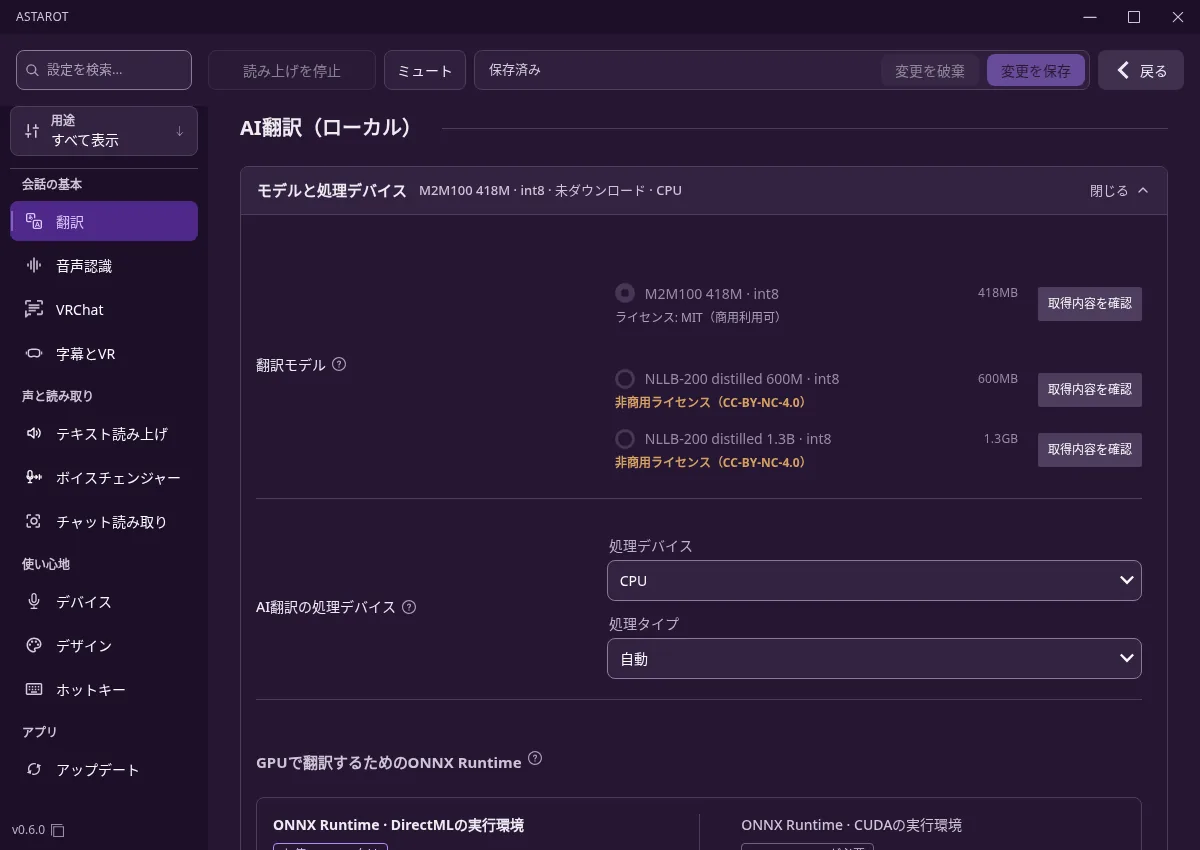 ASTAROT
設定を検索...
読み上げを停止
ミュート
保存済み
変更を破棄
変更を保存
戻る
用途
すべて表示
会話の基本
翻訳
音声認識
VRChat
字幕とVR
声と読み取り
テキスト読み上げ
ボイスチェンジャー
チャット読み取り
使い心地
デバイス
デザイン
ホットキー
アプリ
アップデート
v0.6.0
AI翻訳（ローカル）
モデルと処理デバイス M2M100 418M · int8 · 未ダウンロード · CPU
閉じる
翻訳モデル
M2M100 418M · int8
418MB
取得内容を確認
ライセンス: MIT（商用利用可）
NLLB-200 distilled 600M · int8
600MB
取得内容を確認
非商用ライセンス（CC-BY-NC-4.0）
NLLB-200 distilled 1.3B · int8
1.3GB
取得内容を確認
非商用ライセンス（CC-BY-NC-4.0）
AI翻訳の処理デバイス
処理デバイス
CPU
処理タイプ
自動
GPUで翻訳するためのONNX Runtime
ONNX Runtime · DirectMLの実行環境
ONNX Runtime · CUDAの実行環境